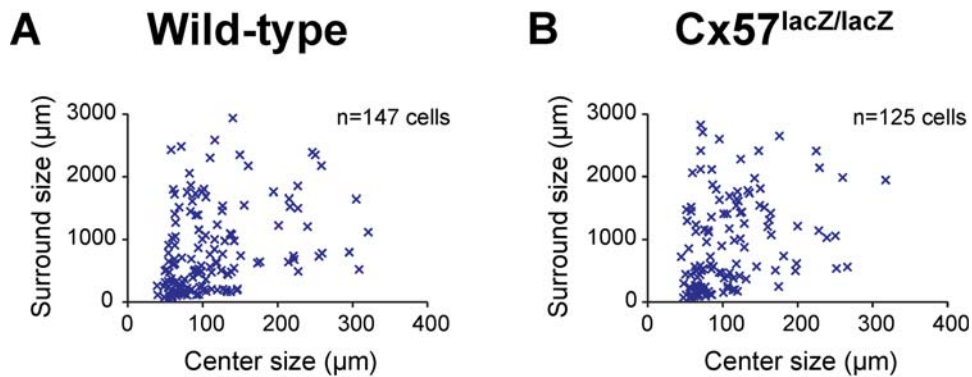 A Wild-type
B Cx57lacZ/lacZ
n=147 cells
3000
2000
1000
0
Surround size (μm)
0 100 200 300 400
Center size (μm)
n=125 cells
3000
2000
1000
0
Surround size (μm)
0 100 200 300 400
Center size (μm)